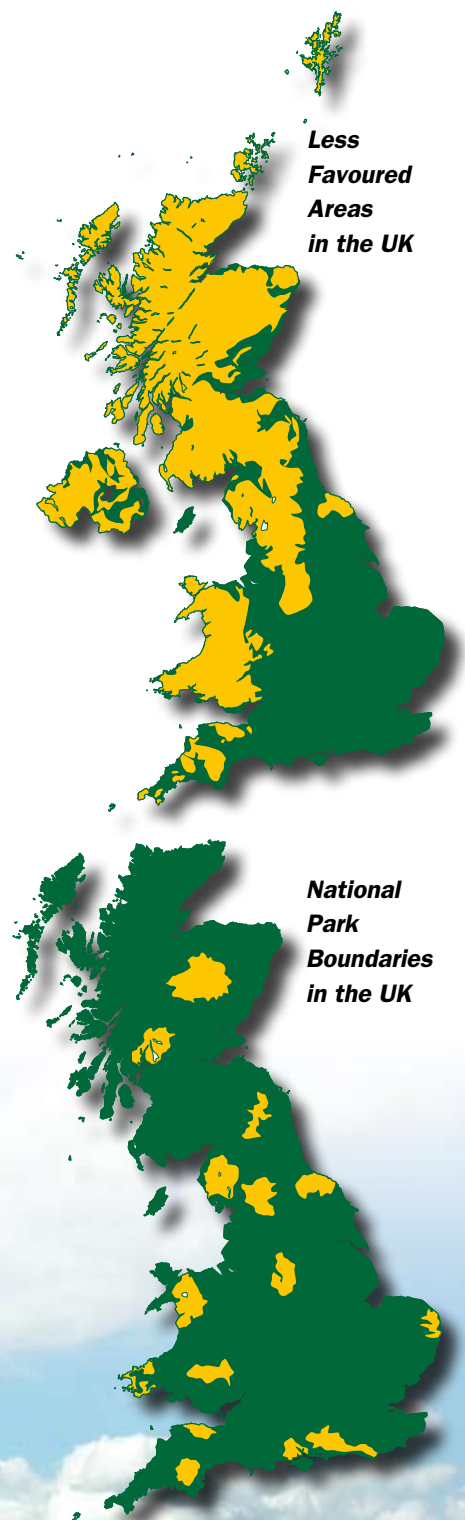 Less
Favoured
Areas
in the UK
National
Park
Boundaries
in the UK